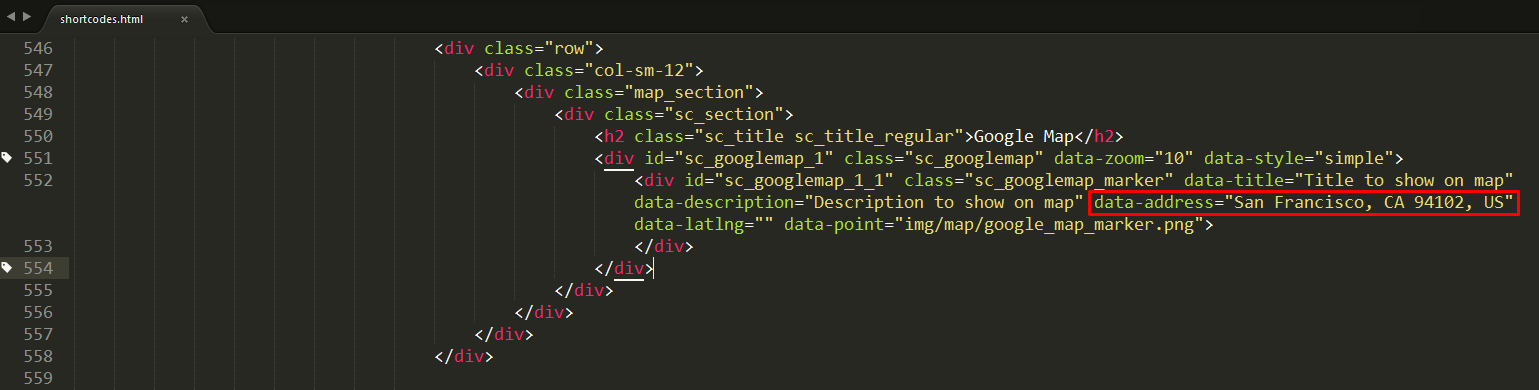 shortcodes.html ×
546 <div class="row">
547 <div class="col-sm-12">
548 <div class="map_section">
549 <div class="sc_section">
550 <h2 class="sc_title sc_title_regular">Google Map</h2>
551 <div id="sc_googlemap_1" class="sc_googlemap" data-zoom="10" data-style="simple">
552 <div id="sc_googlemap_1_1" class="sc_googlemap_marker" data-title="Title to show on map"
data-description="Description to show on map" data-address="San Francisco, CA 94102, US"
data-latlng="" data-point="img/map/google_map_marker.png">
553 </div>
554 </div>
555 </div>
556 </div>
557 </div>
558 </div>
559